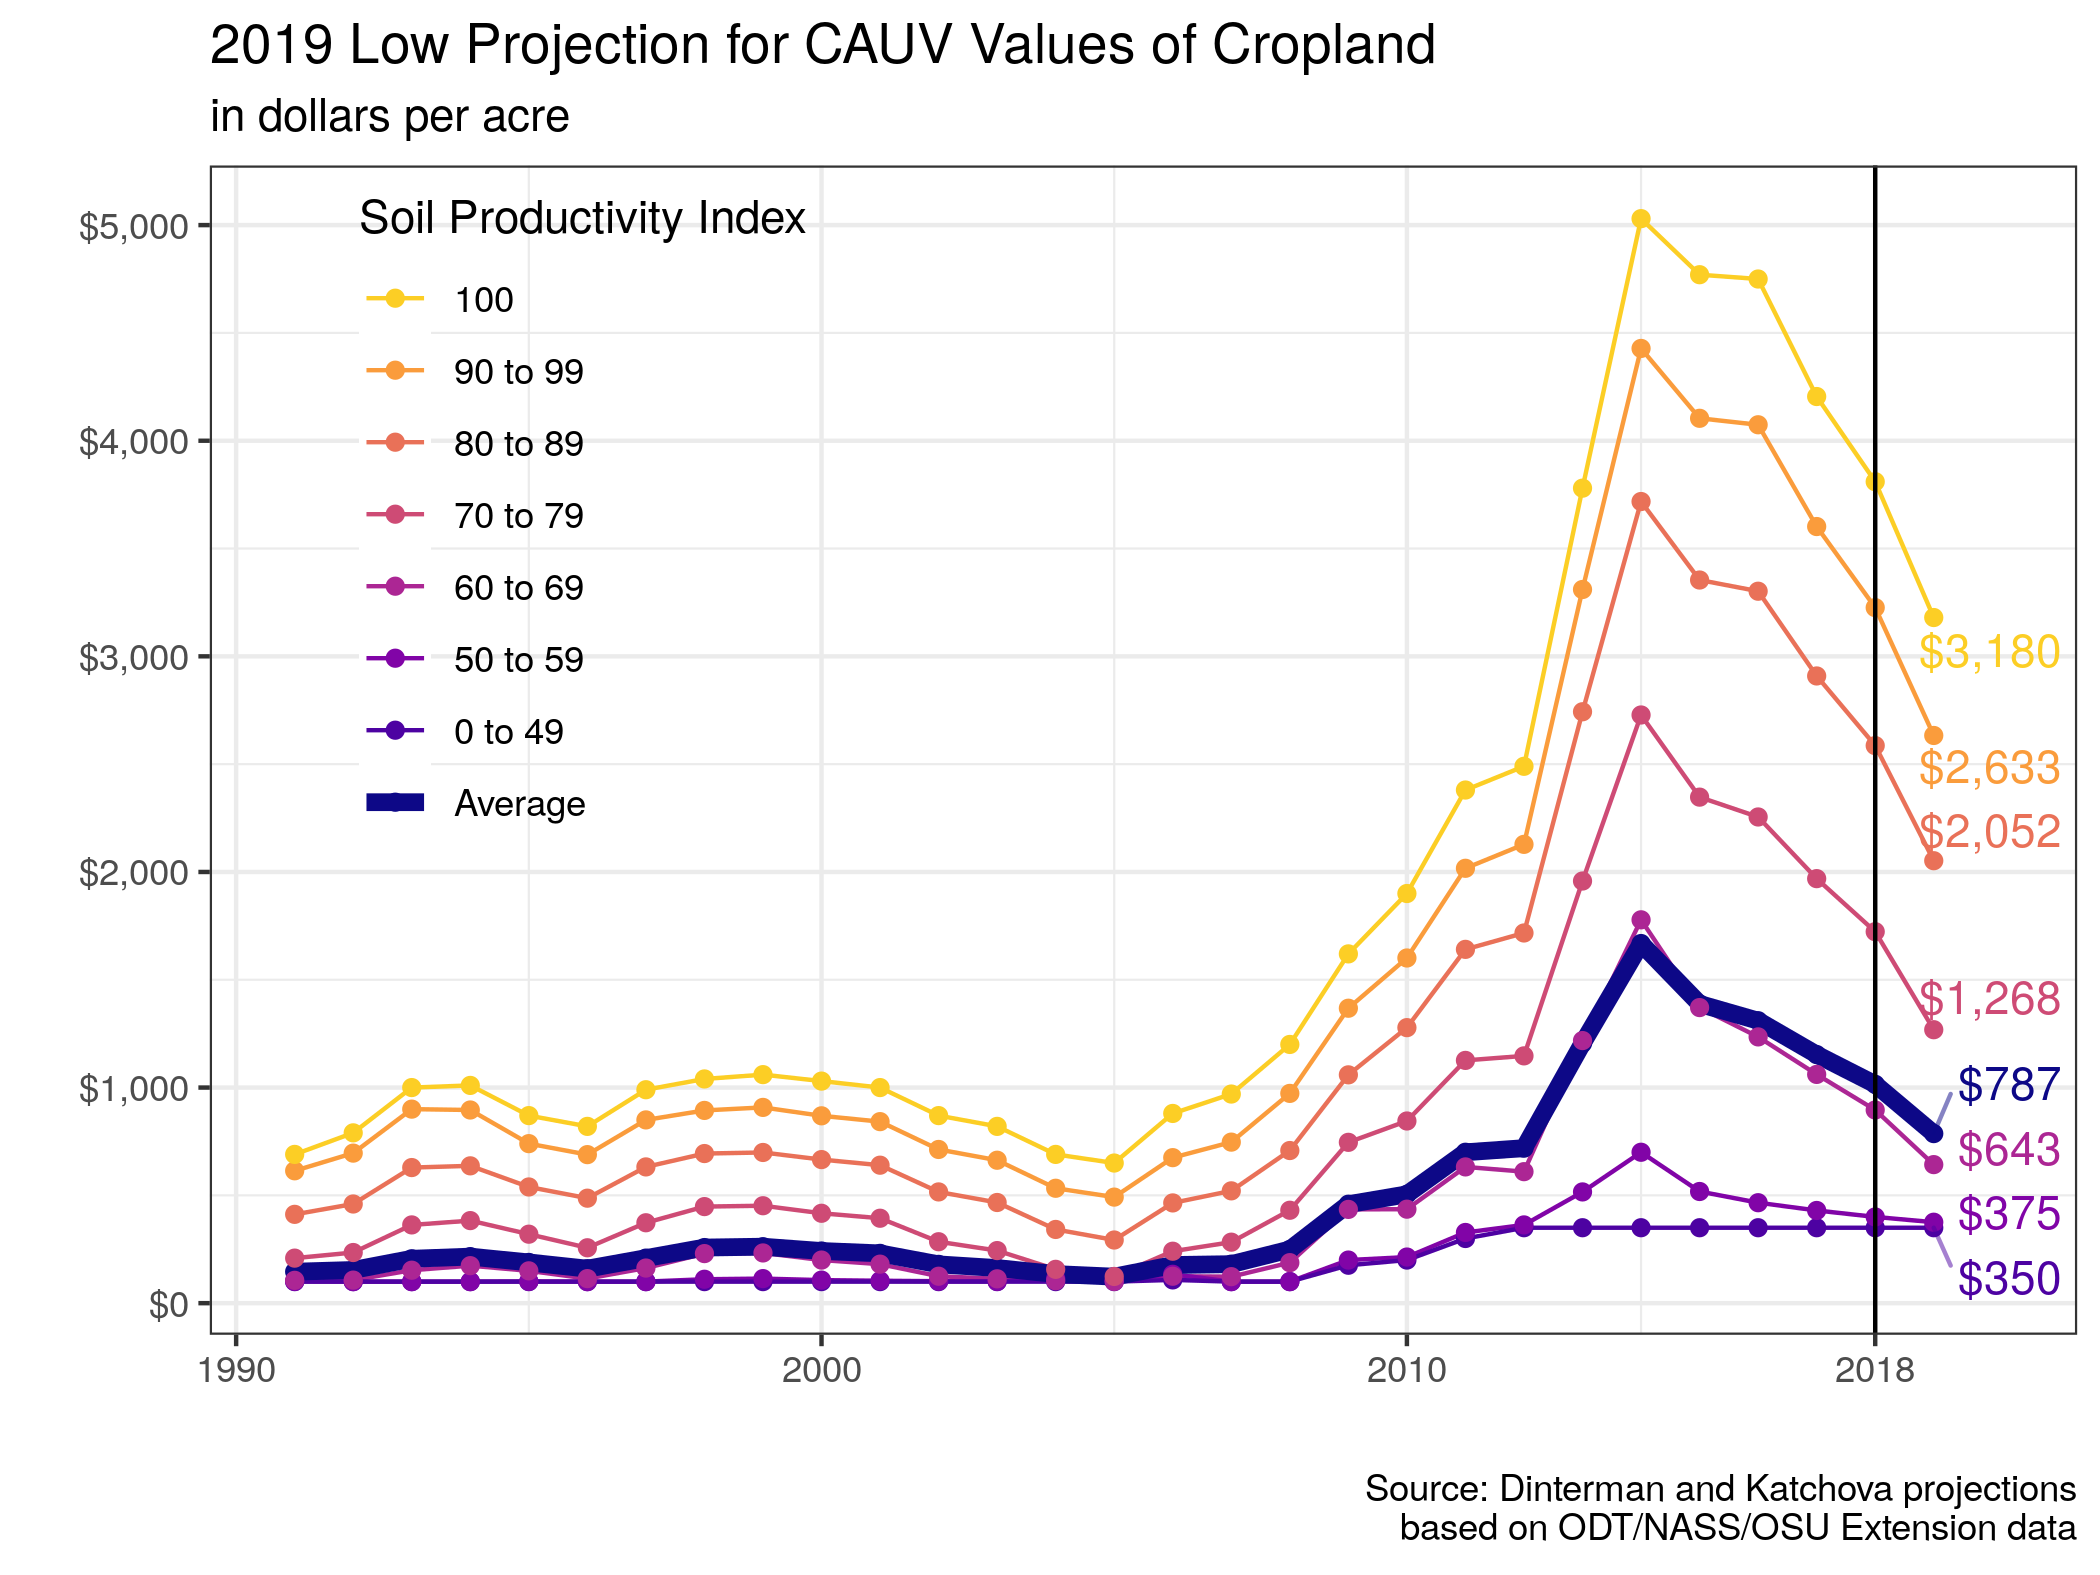 2019 Low Projection for CAUV Values of Cropland
in dollars per acre
Soil Productivity Index
100
90 to 99
80 to 89
70 to 79
60 to 69
50 to 59
0 to 49
Average
$5,000
$4,000
$3,000
$2,000
$1,000
$0
$3,180
$2,633
$2,052
$1,268
$787
$643
$375
$350
1990
2000
2010
2018
Source: Dinterman and Katchova projections
based on ODT/NASS/OSU Extension data